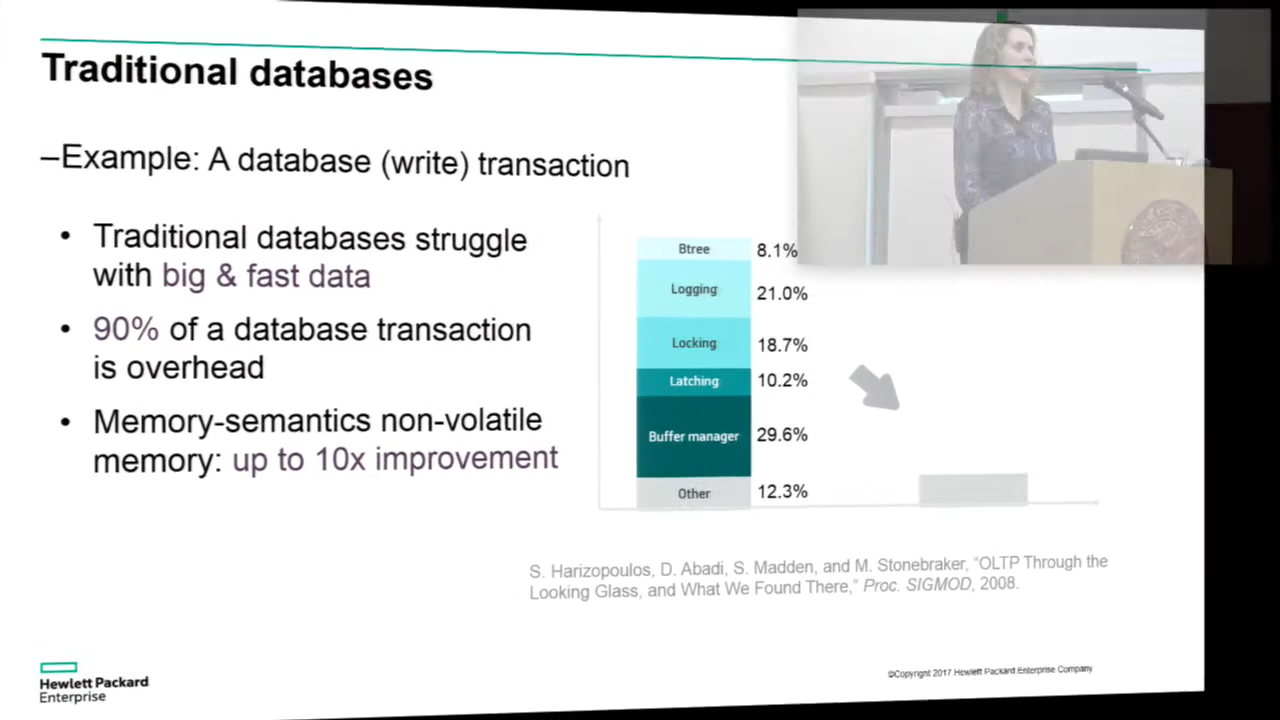 Traditional databases
–Example: A database (write) transaction
• Traditional databases struggle
with big & fast data
• 90% of a database transaction
is overhead
• Memory-semantics non-volatile
memory: up to 10x improvement
Btree 8.1%
Logging 21.0%
Locking 18.7%
Latching 10.2%
Buffer manager 29.6%
Other 12.3%
S. Harizopoulos, D. Abadi, S. Madden, and M. Stonebraker, “OLTP Through the
Looking Glass, and What We Found There,” Proc. SIGMOD, 2008.
Hewlett Packard
Enterprise
©Copyright 2017 Hewlett Packard Enterprise Company